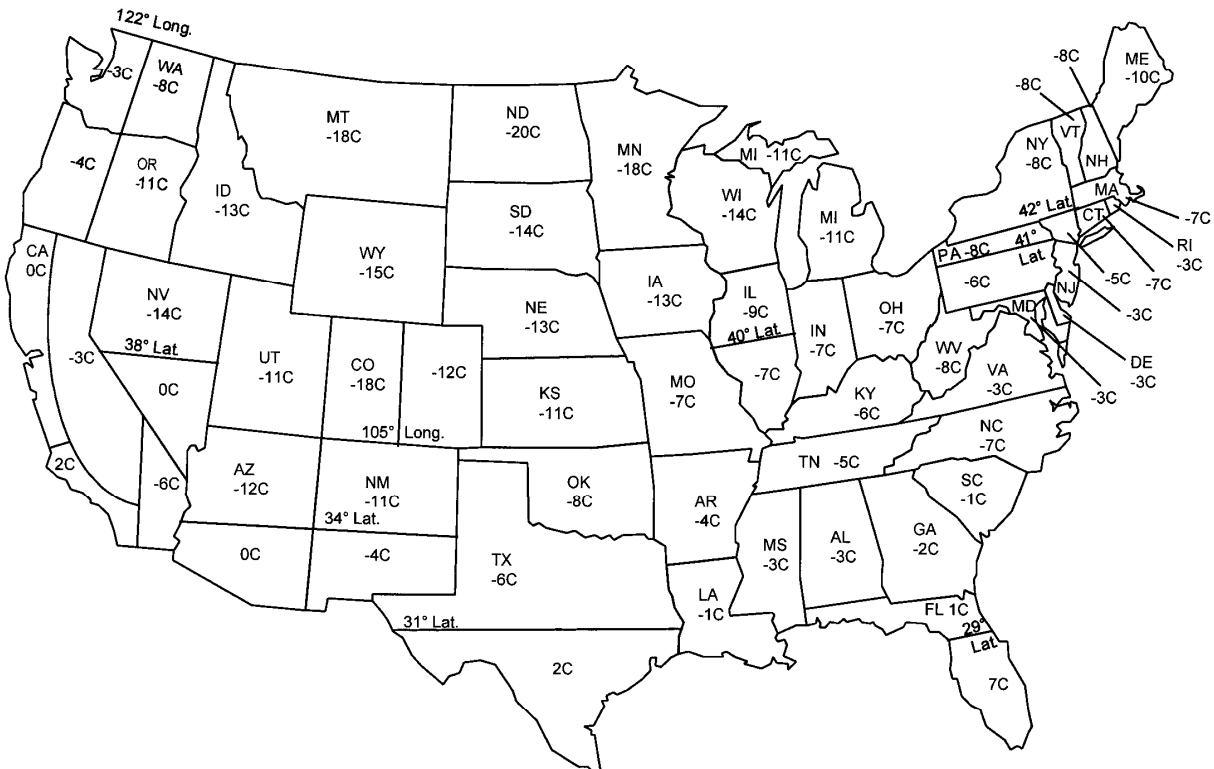 122° Long.
-3C
WA
-8C
-4C
OR
-11C
ID
-13C
MT
-18C
ND
-20C
MN
-18C
SD
-14C
WY
-15C
WI
-14C
MI -11C
MI
-11C
-8C
-8C
ME
-10C
VT
NH
NY
-8C
MA
42° Lat.
CT
-7C
RI
-3C
-7C
-5C
PA -8C
41°
Lat
-6C
NJ
-3C
MD
DE
-3C
-3C
CA
0C
NV
-14C
38° Lat.
0C
-3C
2C
-6C
UT
-11C
CO
-18C
-12C
105° Long.
NE
-13C
KS
-11C
IA
-13C
IL
-9C
40° Lat.
-7C
IN
-7C
OH
-7C
WV
-8C
VA
-3C
KY
-6C
MO
-7C
NC
-7C
TN -5C
SC
-1C
AZ
-12C
0C
NM
-11C
34° Lat.
-4C
OK
-8C
AR
-4C
TX
-6C
31° Lat.
2C
LA
-1C
MS
-3C
AL
-3C
GA
-2C
FL 1C
29°
Lat
7C